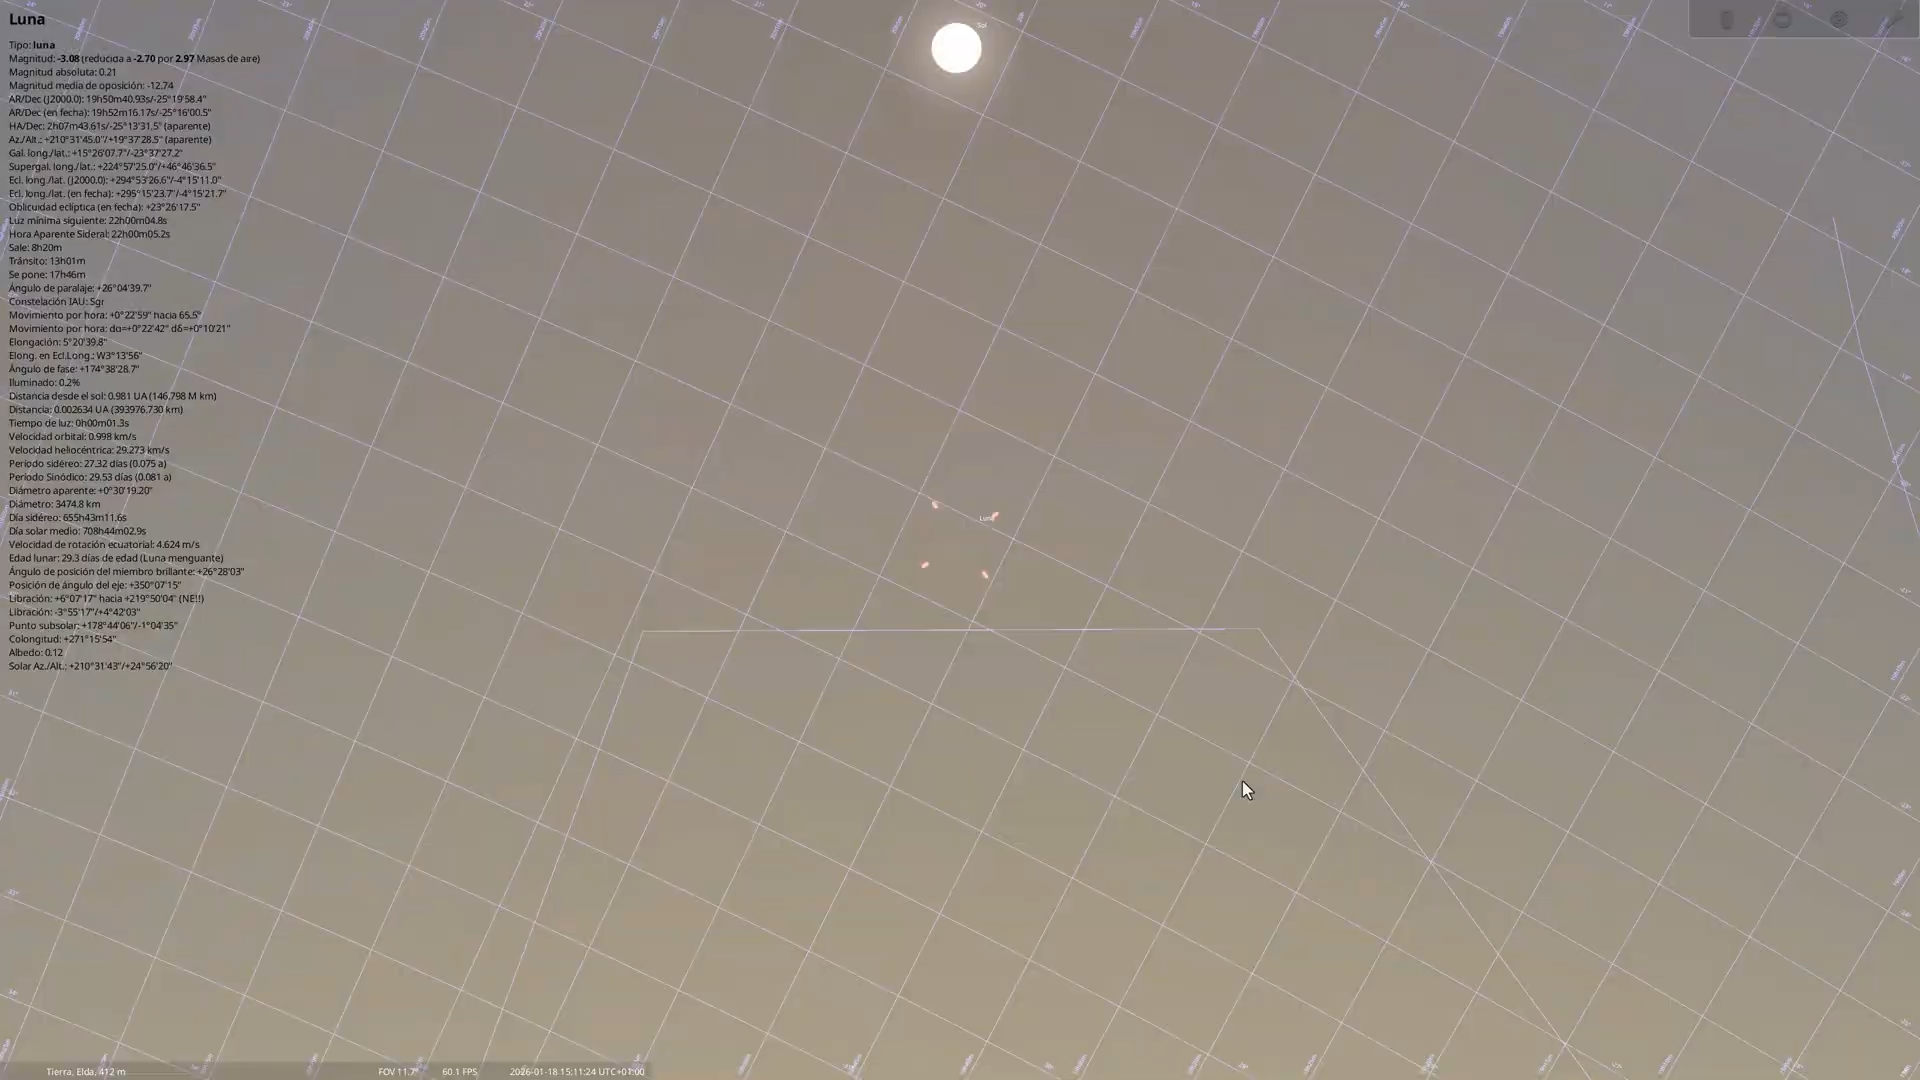 Luna
Tipo: luna
Magnitud: -3.08 (reducida a -2.70 por 2.97 Masas de aire)
Magnitud absoluta: 0.21
Magnitud media de oposición: -12.74
AR/Dec (J2000.0): 19h50m40.93s/-25°19'58.4"
AR/Dec (en fecha): 19h52m16.17s/-25°16'00.5"
HA/Dec: 2h07m43.61s/-25°13'31.5" (aparente)
Az./Alt.: +210°31'45.0"/+19°37'28.5" (aparente)
Gal. long./lat.: +15°26'07.7"/-23°37'27.2"
Supergal. long./lat.: +224°57'25.0"/+46°46'36.5"
Ecl. long./lat. (J2000.0): +294°53'26.6"/-4°15'11.0"
Ecl. long./lat. (en fecha): +295°15'23.7"/-4°15'21.7"
Oblicuidad eclíptica (en fecha): +23°26'17.5"
Luz mínima siguiente: 22h00m04.8s
Hora Aparente Sideral: 22h00m05.2s
Sale: 8h20m
Tránsito: 13h01m
Se pone: 17h46m
Ángulo de paralaje: +26°04'39.7"
Constelación IAU: Sgr
Movimiento por hora: +0°22'59" hacia 65.5°
Movimiento por hora: dα=+0°22'42" dδ=+0°10'21"
Elongación: 5°20'39.8"
Elong. en Ecl.Long.: W3°13'56"
Ángulo de fase: +174°38'28.7"
Iluminado: 0.2%
Distancia desde el sol: 0.981 UA (146.798 M km)
Distancia: 0.002634 UA (393976.730 km)
Tiempo de luz: 0h00m01.3s
Velocidad orbital: 0.998 km/s
Velocidad heliocéntrica: 29.273 km/s
Periodo sidéreo: 27.32 días (0.075 a)
Periodo Sinódico: 29.53 días (0.081 a)
Diámetro aparente: +0°30'19.20"
Diámetro: 3474.8 km
Día sidéreo: 655h43m11.6s
Día solar medio: 708h44m02.9s
Velocidad de rotación ecuatorial: 4.624 m/s
Edad lunar: 29.3 días de edad (Luna menguante)
Ángulo de posición del miembro brillante: +26°28'03"
Posición de ángulo del eje: +350°07'15"
Libración: +6°07'17" hacia +219°50'04" (NE!!)
Libración: -3°55'17"/+4°42'03"
Punto subsolar: +178°44'06"/-1°04'35"
Colongitud: +271°15'54"
Albedo: 0.12
Solar Az./Alt.: +210°31'43"/+24°56'20"
Sol
Luna
Tierra, Elda, 412 m FOV 11.7° 60.1 FPS 2026-01-18 15:11:24 UTC+01:00